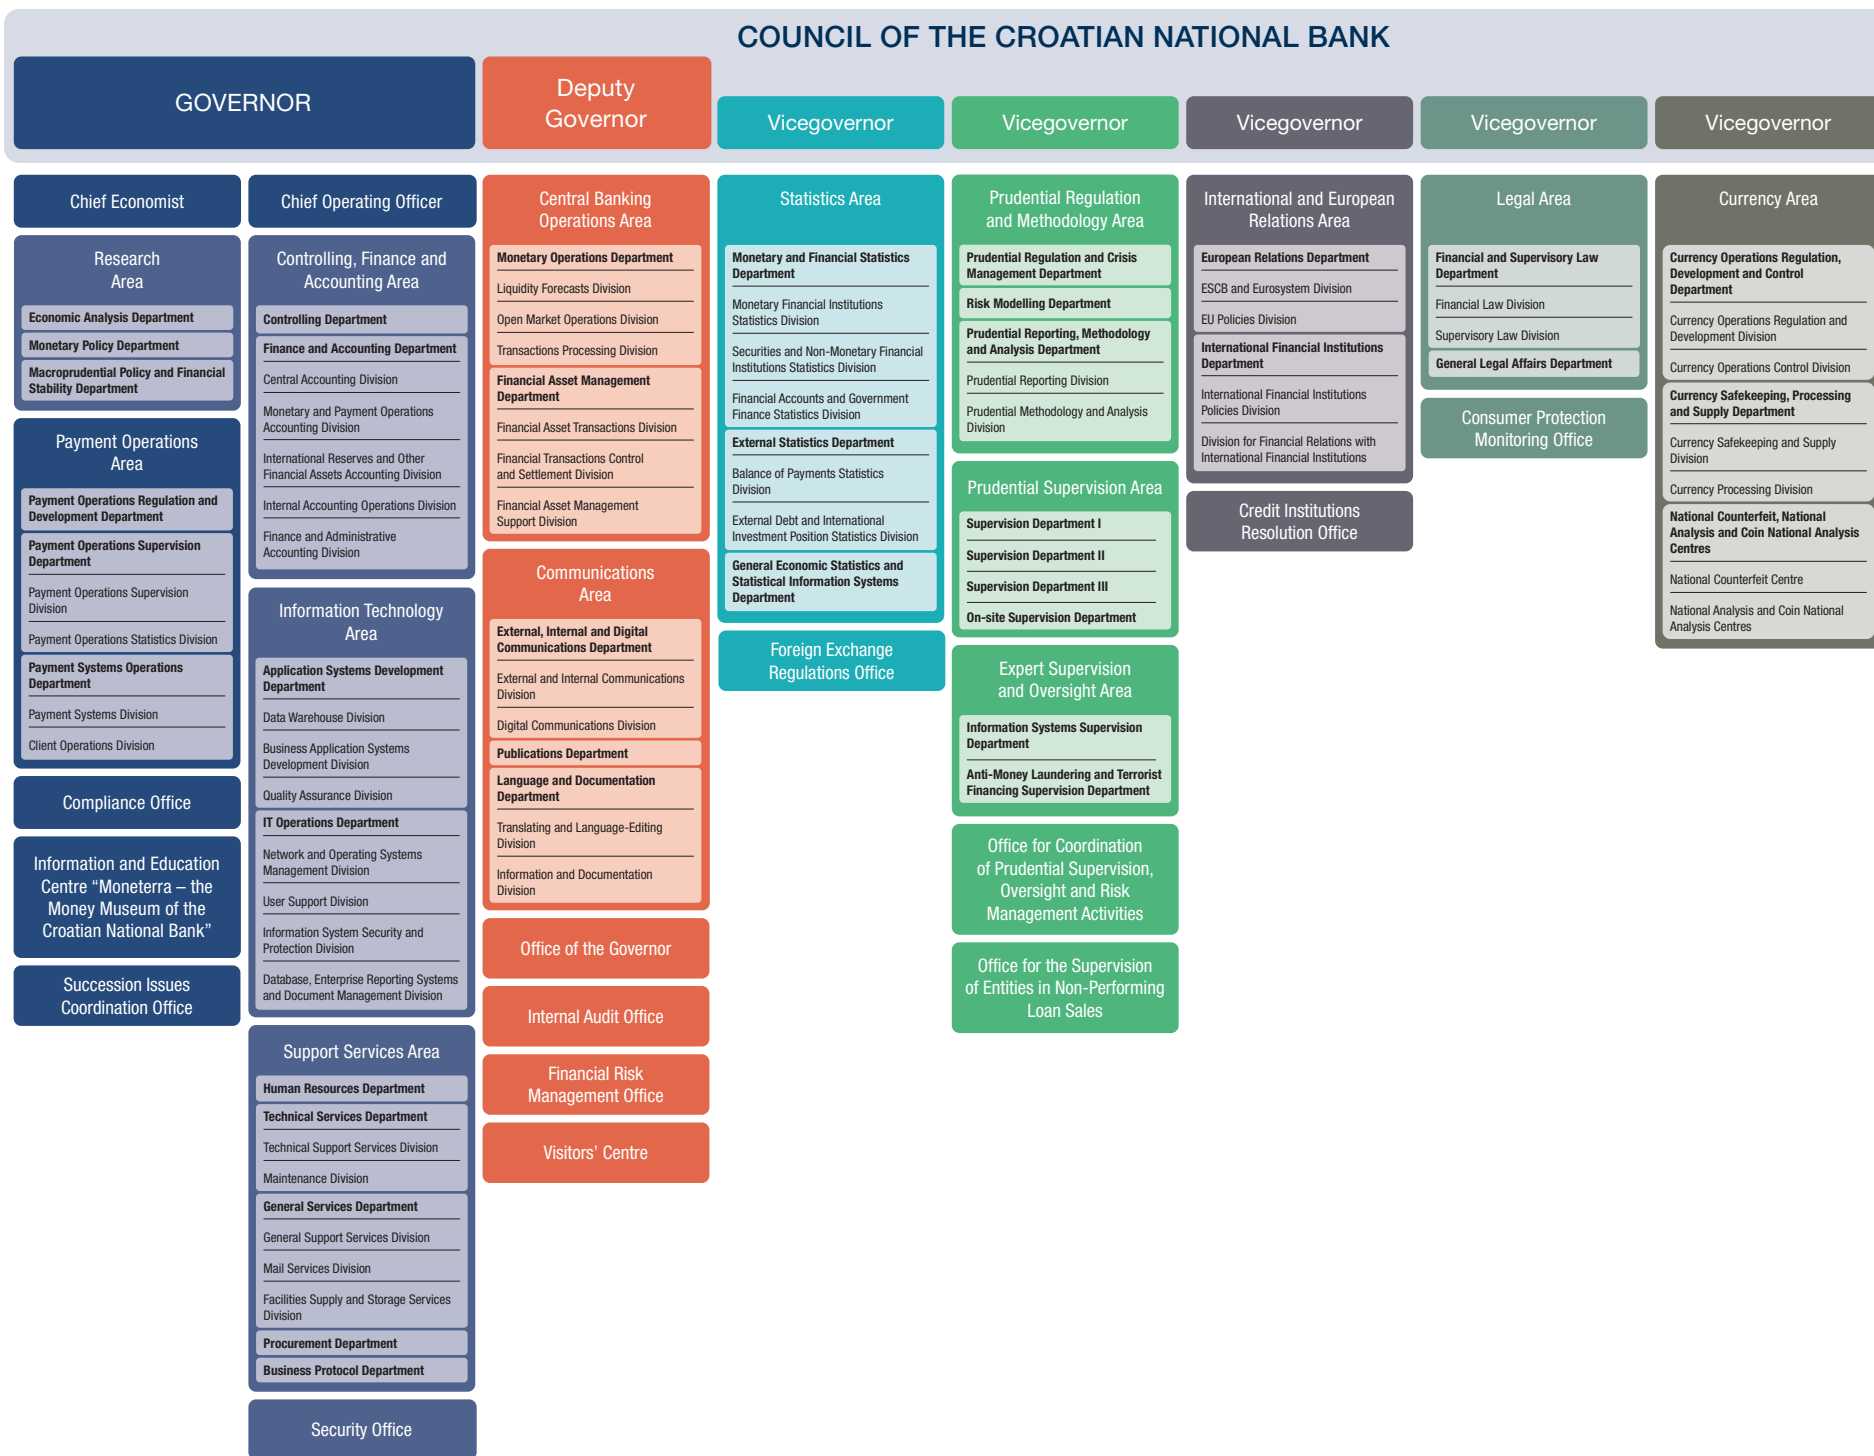 COUNCIL OF THE CROATIAN NATIONAL BANK
GOVERNOR
Deputy
Governor
Vicegovernor
Vicegovernor
Vicegovernor
Vicegovernor
Vicegovernor
Chief Economist
Research
Area
Economic Analysis Department
Monetary Policy Department
Macroprudential Policy and Financial
Stability Department
Payment Operations
Area
Payment Operations Regulation and
Development Department
Payment Operations Supervision
Department
Payment Operations Supervision
Division
Payment Operations Statistics Division
Payment Systems Operations
Department
Payment Systems Division
Client Operations Division
Compliance Office
Information and Education
Centre “Moneterra – the
Money Museum of the
Croatian National Bank”
Succession Issues
Coordination Office
Chief Operating Officer
Controlling, Finance and
Accounting Area
Controlling Department
Finance and Accounting Department
Central Accounting Division
Monetary and Payment Operations
Accounting Division
International Reserves and Other
Financial Assets Accounting Division
Internal Accounting Operations Division
Finance and Administrative
Accounting Division
Information Technology
Area
Application Systems Development
Department
Data Warehouse Division
Business Application Systems
Development Division
Quality Assurance Division
IT Operations Department
Network and Operating Systems
Management Division
User Support Division
Information System Security and
Protection Division
Database, Enterprise Reporting Systems
and Document Management Division
Support Services Area
Human Resources Department
Technical Services Department
Technical Support Services Division
Maintenance Division
General Services Department
General Support Services Division
Mail Services Division
Facilities Supply and Storage Services
Division
Procurement Department
Business Protocol Department
Security Office
Central Banking
Operations Area
Monetary Operations Department
Liquidity Forecasts Division
Open Market Operations Division
Transactions Processing Division
Financial Asset Management
Department
Financial Asset Transactions Division
Financial Transactions Control
and Settlement Division
Financial Asset Management
Support Division
Communications
Area
External, Internal and Digital
Communications Department
External and Internal Communications
Division
Digital Communications Division
Publications Department
Language and Documentation
Department
Translating and Language-Editing
Division
Information and Documentation
Division
Office of the Governor
Internal Audit Office
Financial Risk
Management Office
Visitors’ Centre
Statistics Area
Monetary and Financial Statistics
Department
Monetary Financial Institutions
Statistics Division
Securities and Non-Monetary Financial
Institutions Statistics Division
Financial Accounts and Government
Finance Statistics Division
External Statistics Department
Balance of Payments Statistics
Division
External Debt and International
Investment Position Statistics Division
General Economic Statistics and
Statistical Information Systems
Department
Foreign Exchange
Regulations Office
Prudential Regulation
and Methodology Area
Prudential Regulation and Crisis
Management Department
Risk Modelling Department
Prudential Reporting, Methodology
and Analysis Department
Prudential Reporting Division
Prudential Methodology and Analysis
Division
Prudential Supervision Area
Supervision Department I
Supervision Department II
Supervision Department III
On-site Supervision Department
Expert Supervision
and Oversight Area
Information Systems Supervision
Department
Anti-Money Laundering and Terrorist
Financing Supervision Department
Office for Coordination
of Prudential Supervision,
Oversight and Risk
Management Activities
Office for the Supervision
of Entities in Non-Performing
Loan Sales
International and European
Relations Area
European Relations Department
ESCB and Eurosystem Division
EU Policies Division
International Financial Institutions
Department
International Financial Institutions
Policies Division
Division for Financial Relations with
International Financial Institutions
Credit Institutions
Resolution Office
Legal Area
Financial and Supervisory Law
Department
Financial Law Division
Supervisory Law Division
General Legal Affairs Department
Consumer Protection
Monitoring Office
Currency Area
Currency Operations Regulation,
Development and Control
Department
Currency Operations Regulation and
Development Division
Currency Operations Control Division
Currency Safekeeping, Processing
and Supply Department
Currency Safekeeping and Supply
Division
Currency Processing Division
National Counterfeit, National
Analysis and Coin National Analysis
Centres
National Counterfeit Centre
National Analysis and Coin National
Analysis Centres